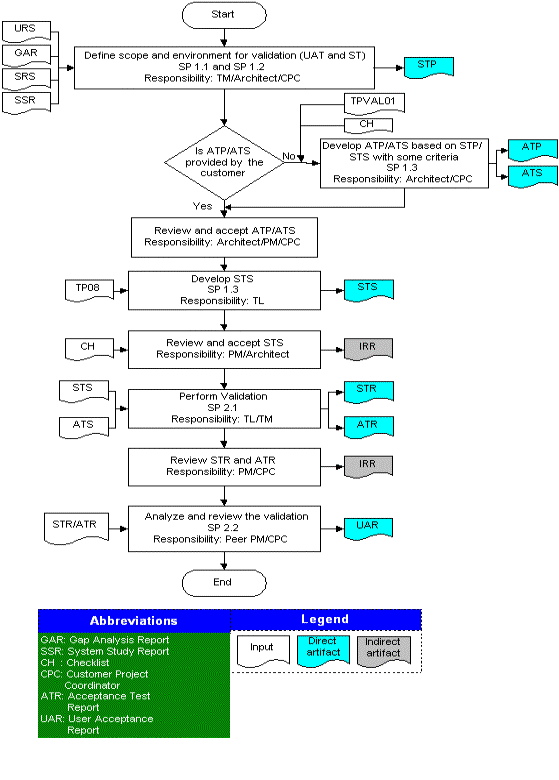 Start
URS
GAR
SRS
SSR
Define scope and environment for validation (UAT and ST)
SP 1.1 and SP 1.2
Responsibility: TM/Architect/CPC
STP
TPVAL01
CH
Is ATP/ATS
provided by the
customer
No
Develop ATP/ATS based on STP/
STS with some criteria
SP 1.3
Responsibility: Architect/CPC
ATP
ATS
Yes
Review and accept ATP/ATS
Responsibility: Architect/PM/CPC
TP08
Develop STS
SP 1.3
Responsibility: TL
STS
CH
Review and accept STS
Responsibility: PM/Architect
IRR
STS
ATS
Perform Validation
SP 2.1
Responsibility: TL/TM
STR
ATR
Review STR and ATR
Responsibility: PM/CPC
IRR
STR/ATR
Analyze and review the validation
SP 2.2
Responsibility: Peer PM/CPC
UAR
End
Abbreviations
GAR: Gap Analysis Report
SSR: System Study Report
CH : Checklist
CPC: Customer Project
Coordinator
ATR: Acceptance Test
Report
UAR: User Acceptance
Report
Legend
Input
Direct
artifact
Indirect
artifact